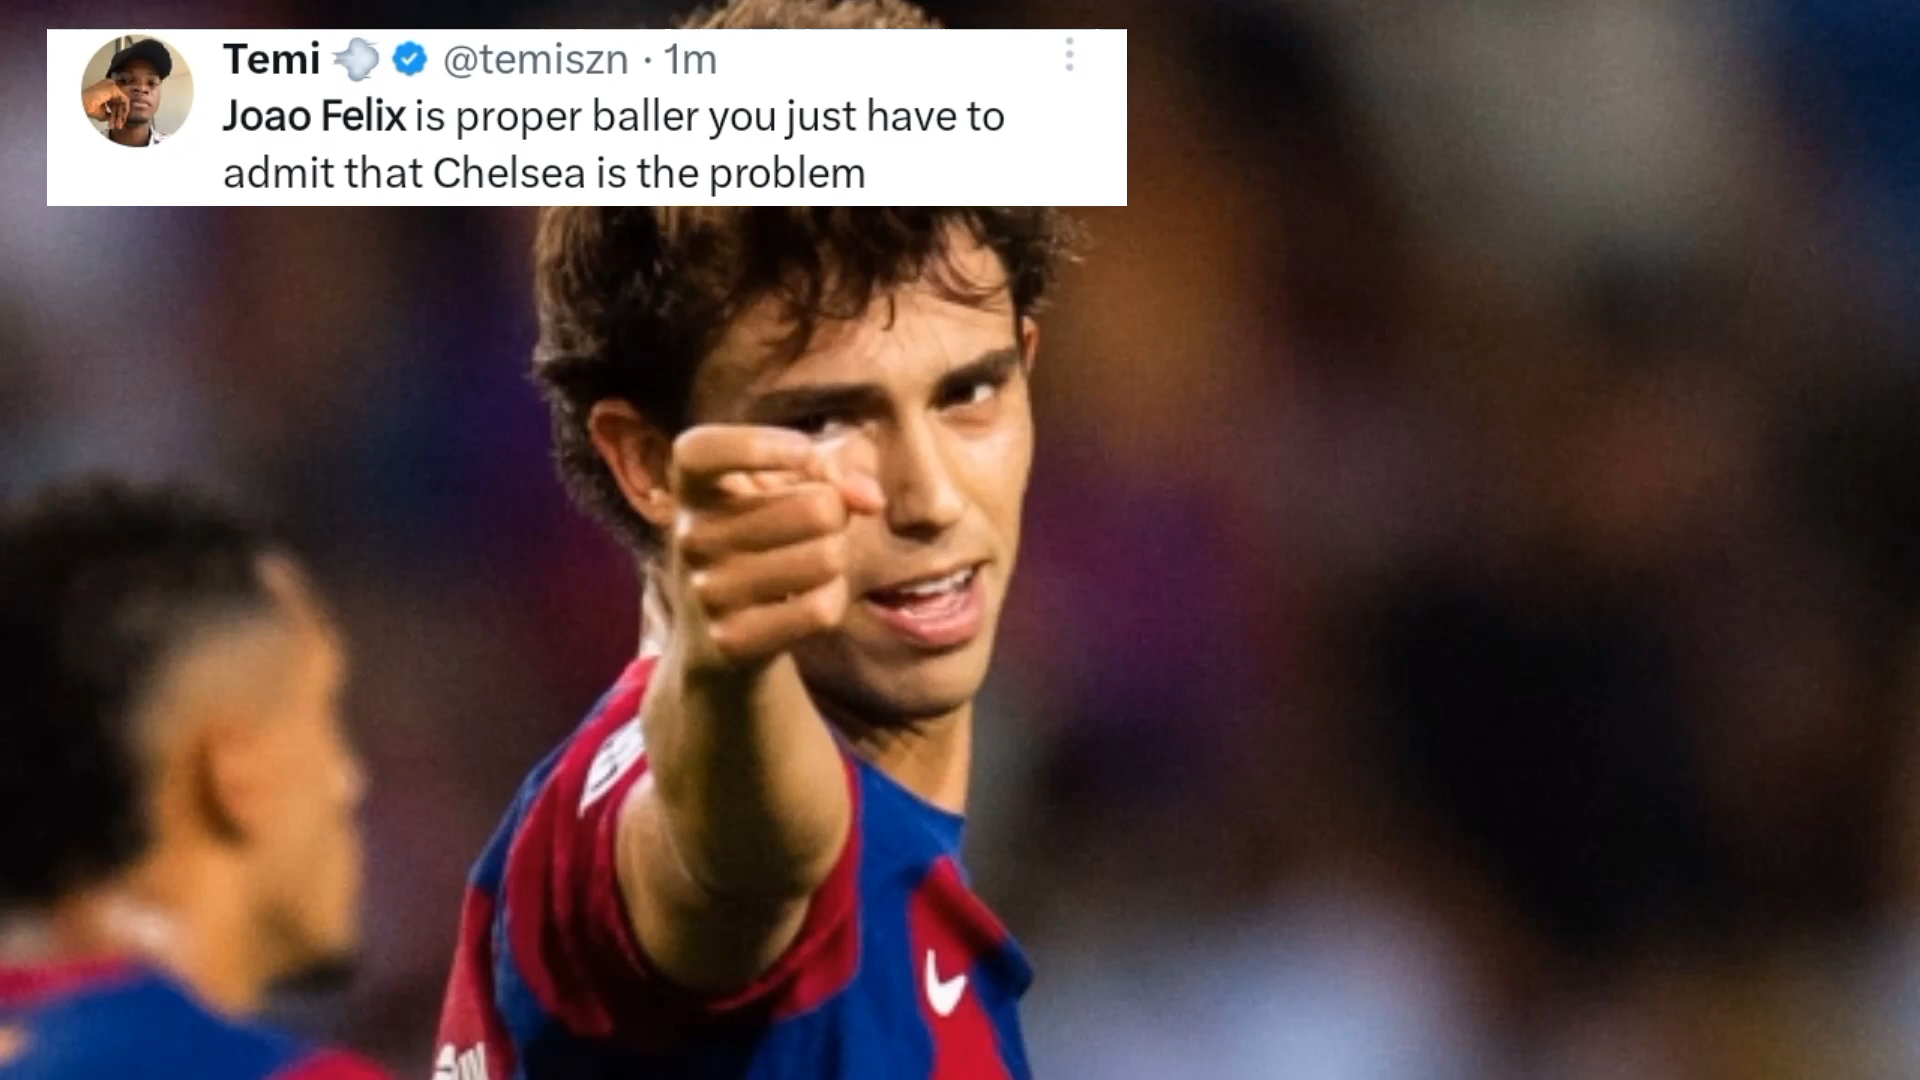 Temi 💨 @temiszn · 1m
Joao Felix is proper baller you just have to
admit that Chelsea is the problem